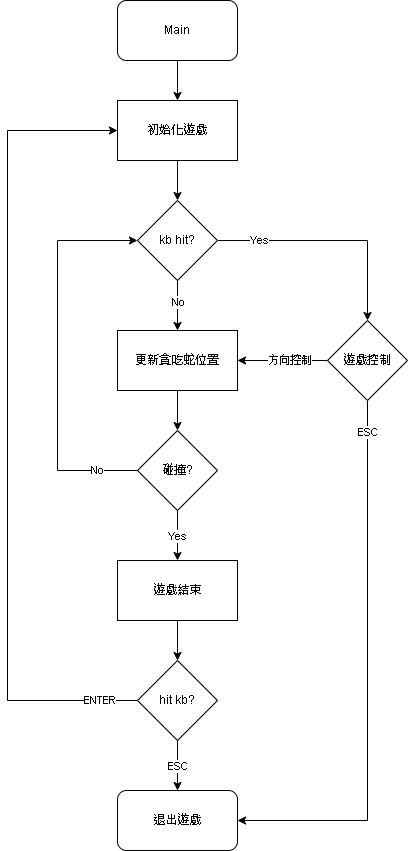 Main
初始化遊戲
kb hit?
Yes
No
更新貪吃蛇位置
方向控制
遊戲控制
ESC
碰撞?
No
Yes
遊戲結束
hit kb?
ENTER
ESC
退出遊戲